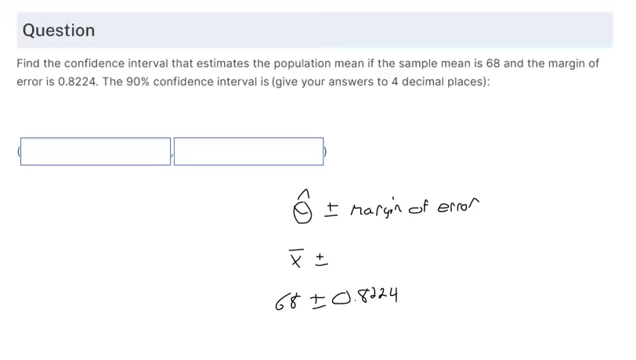 Question
Find the confidence interval that estimates the population mean if the sample mean is 68 and the margin of
error is 0.8224. The 90% confidence interval is (give your answers to 4 decimal places):
( , )
θ̂ ± margin of error
x̄ ±
68 ± 0.8224